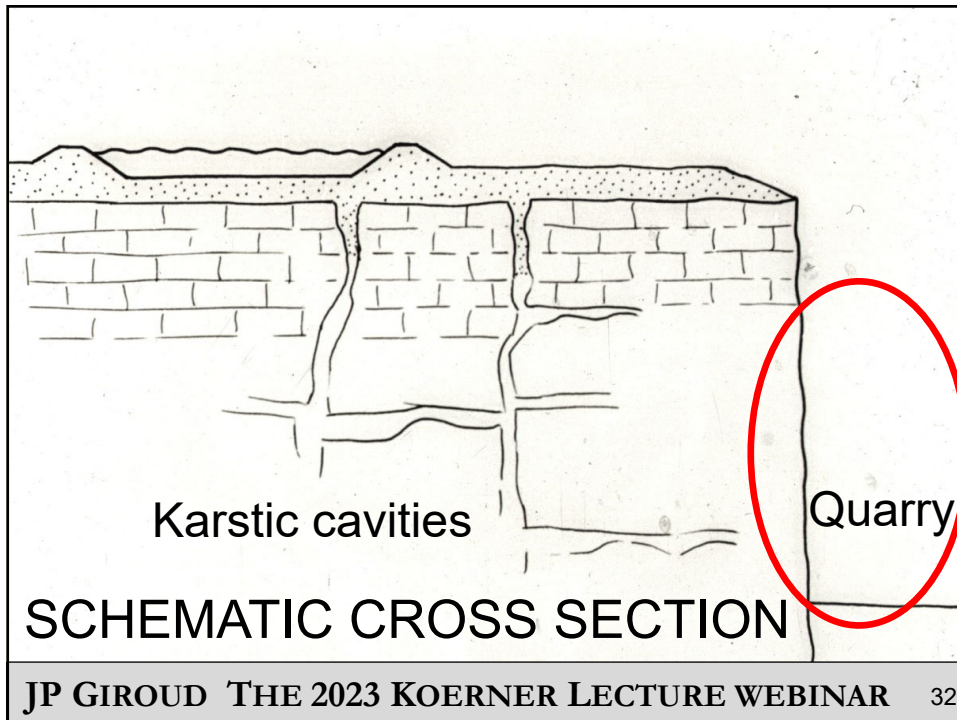 Karstic cavities
Quarry
SCHEMATIC CROSS SECTION
JP GIROUD THE 2023 KOERNER LECTURE WEBINAR 32